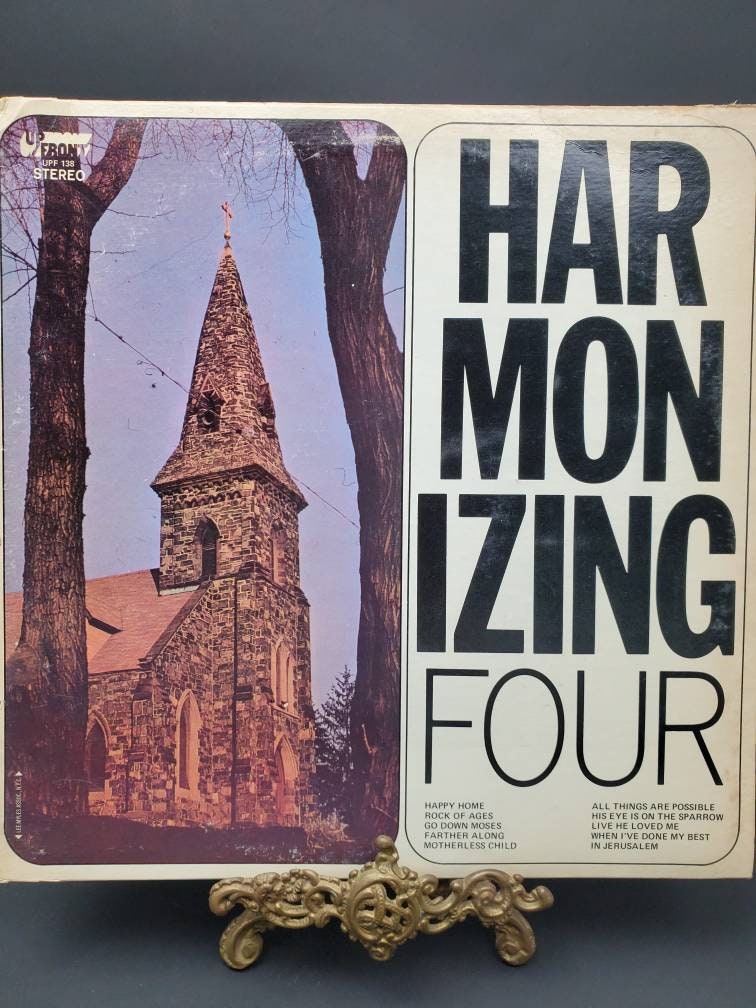 UP
FRONT
UPF 138
STEREO
HAR
MON
IZING
FOUR
HAPPY HOME
ROCK OF AGES
GO DOWN MOSES
FARTHER ALONG
MOTHERLESS CHILD
ALL THINGS ARE POSSIBLE
HIS EYE IS ON THE SPARROW
LIVE HE LOVED ME
WHEN I'VE DONE MY BEST
IN JERUSALEM